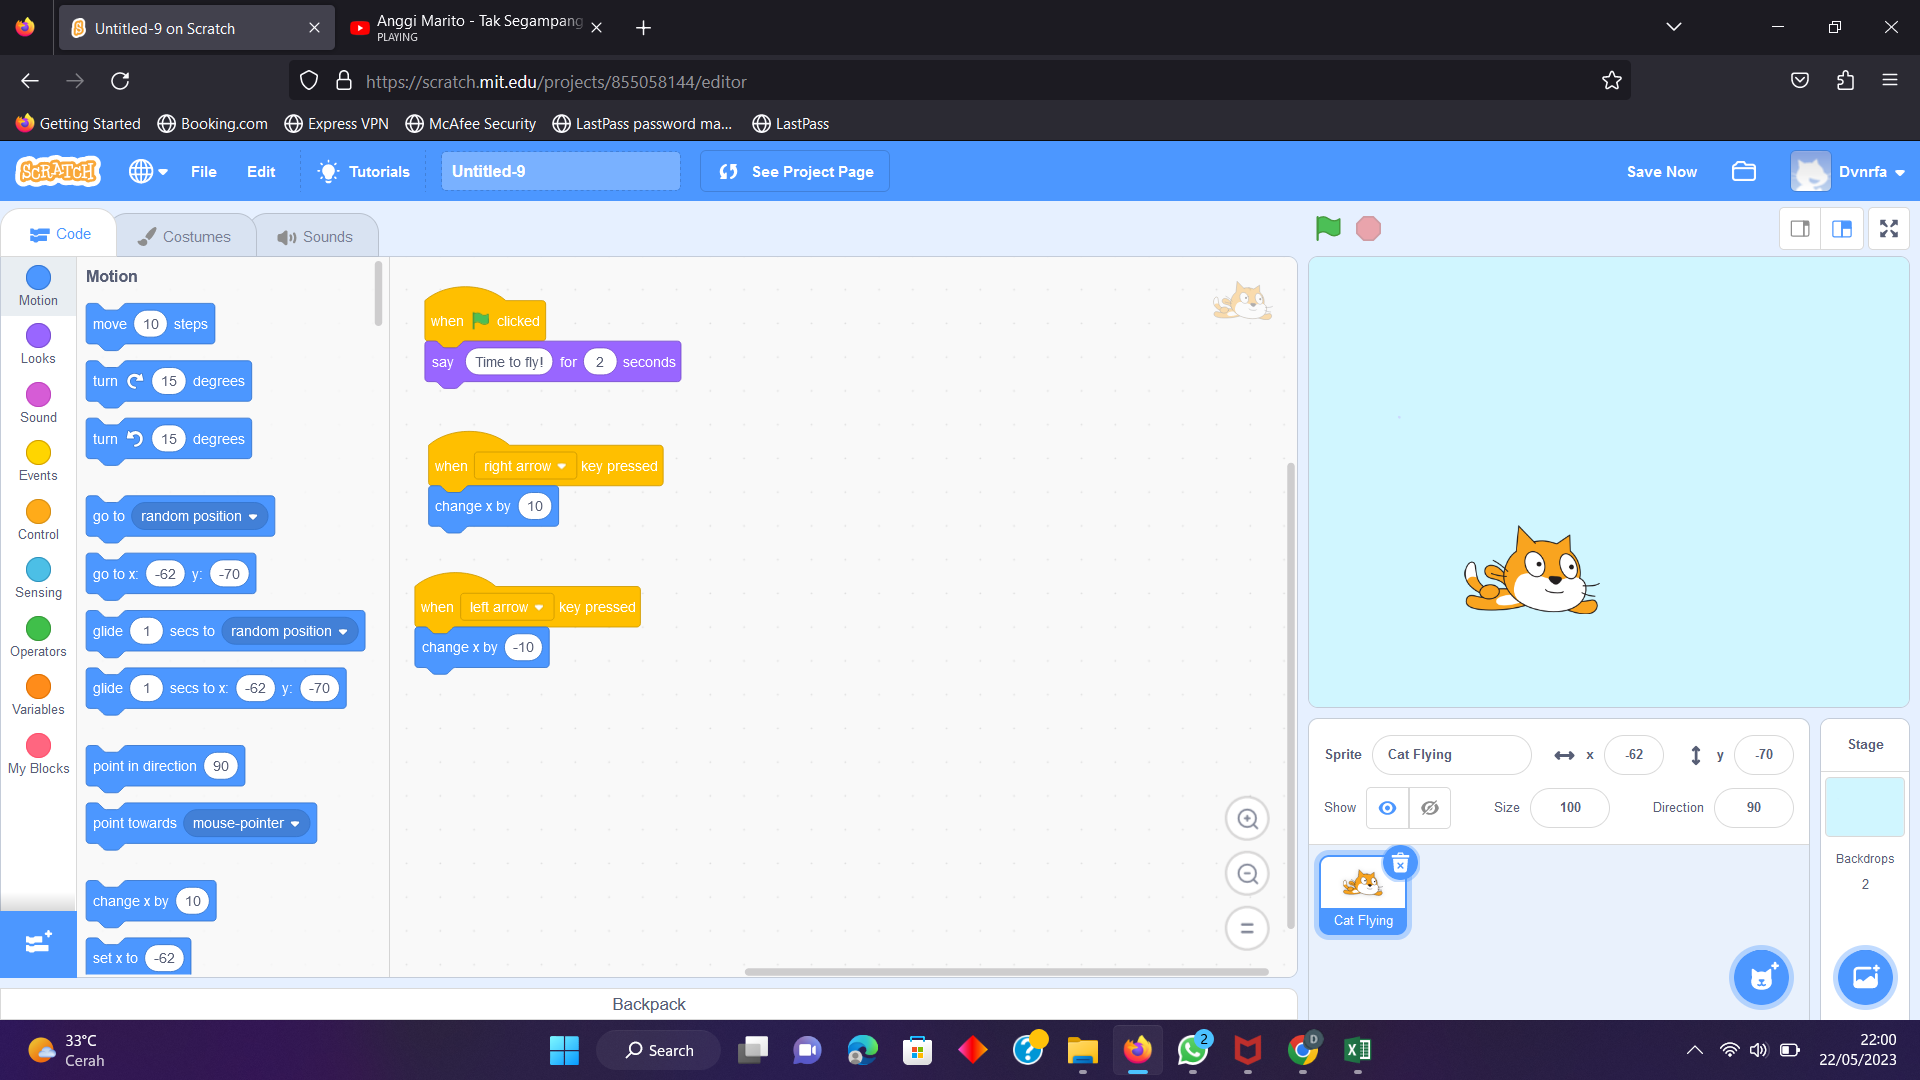 Untitled-9 on Scratch
Anggi Marito - Tak Segampang
PLAYING
https://scratch.mit.edu/projects/855058144/editor
Getting Started
Booking.com
Express VPN
McAfee Security
LastPass password ma...
LastPass
SCRATCH
File
Edit
Tutorials
Untitled-9
See Project Page
Save Now
Dvnrfa
Code
Costumes
Sounds
Motion
Looks
Sound
Events
Control
Sensing
Operators
Variables
My Blocks
Motion
move 10 steps
turn 15 degrees
turn 15 degrees
go to random position
go to x: -62 y: -70
glide 1 secs to random position
glide 1 secs to x: -62 y: -70
point in direction 90
point towards mouse-pointer
change x by 10
set x to -62
when clicked
say Time to fly! for 2 seconds
when right arrow key pressed
change x by 10
when left arrow key pressed
change x by -10
Backpack
Sprite Cat Flying x -62 y -70
Show Size 100 Direction 90
Cat Flying
Stage
Backdrops
2
33°C
Cerah
Search
2
D
22:00
22/05/2023